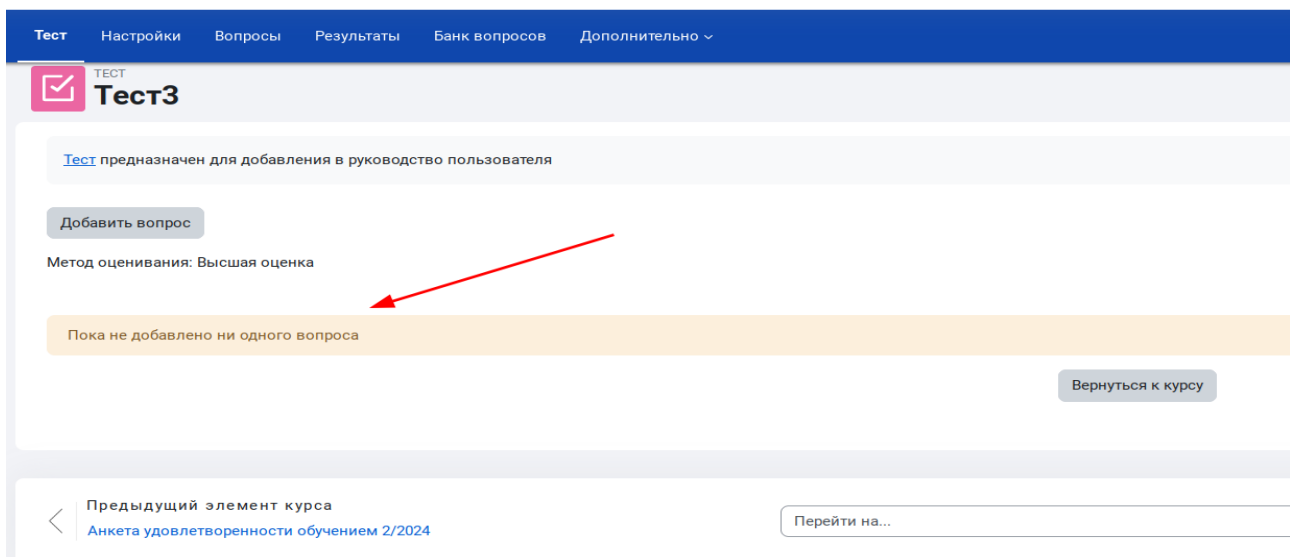 Тест Настройки Вопросы Результаты Банк вопросов Дополнительно
ТЕСТ
Тест3
Тест предназначен для добавления в руководство пользователя
Добавить вопрос
Метод оценивания: Высшая оценка
Пока не добавлено ни одного вопроса
Вернуться к курсу
Предыдущий элемент курса
Анкета удовлетворенности обучением 2/2024
Перейти на...